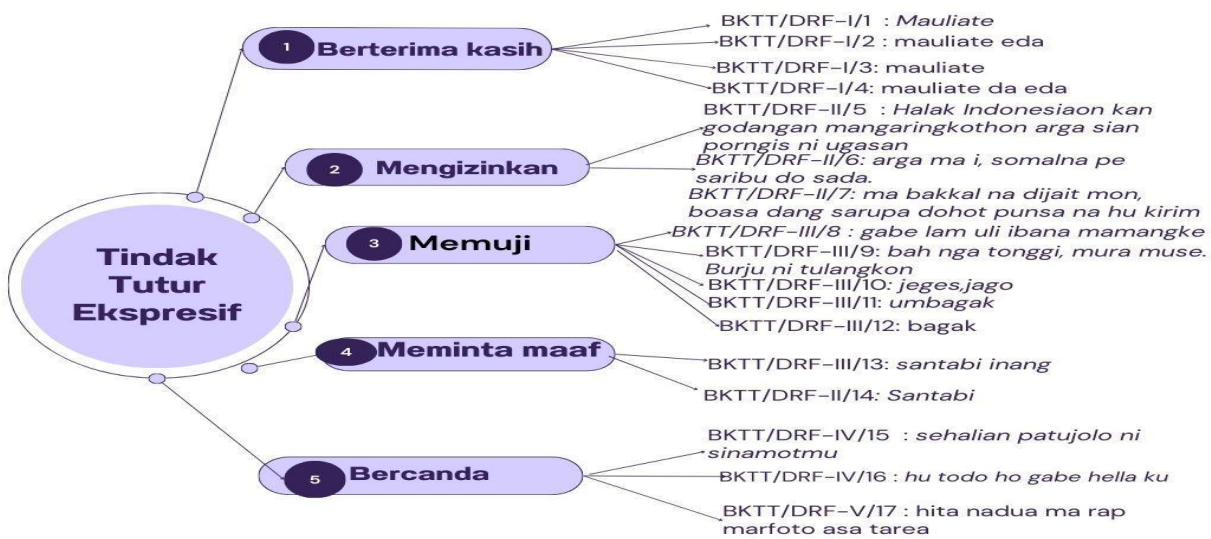 Tindak
Tutur
Ekspresif
1 Berterima kasih
BKTT/DRF-I/1 : Mauliate
BKTT/DRF-I/2 : mauliate eda
BKTT/DRF-I/3: mauliate
BKTT/DRF-I/4: mauliate da eda
2 Mengizinkan
BKTT/DRF-II/5 : Halak Indonesiaon kan
godangan mangaringkothon arga sian
porngis ni ugasan
BKTT/DRF-II/6: arga ma i, somalna pe
saribu do sada.
BKTT/DRF-II/7: ma bakkal na dijait mon,
boasa dang sarupa dohot punsa na hu kirim
3 Memuji
BKTT/DRF-III/8 : gabe lam uli ibana mamangke
BKTT/DRF-III/9: bah nga tonggi, mura muse.
Burju ni tulangkon
BKTT/DRF-III/10: jeges,jago
BKTT/DRF-III/11: umbagak
BKTT/DRF-III/12: bagak
4 Meminta maaf
BKTT/DRF-III/13: santabi inang
BKTT/DRF-II/14: Santabi
5 Bercanda
BKTT/DRF-IV/15 : sehalian patujolo ni
sinamotmu
BKTT/DRF-IV/16 : hu todo ho gabe hella ku
BKTT/DRF-V/17 : hita nadua ma rap
marfoto asa tarea